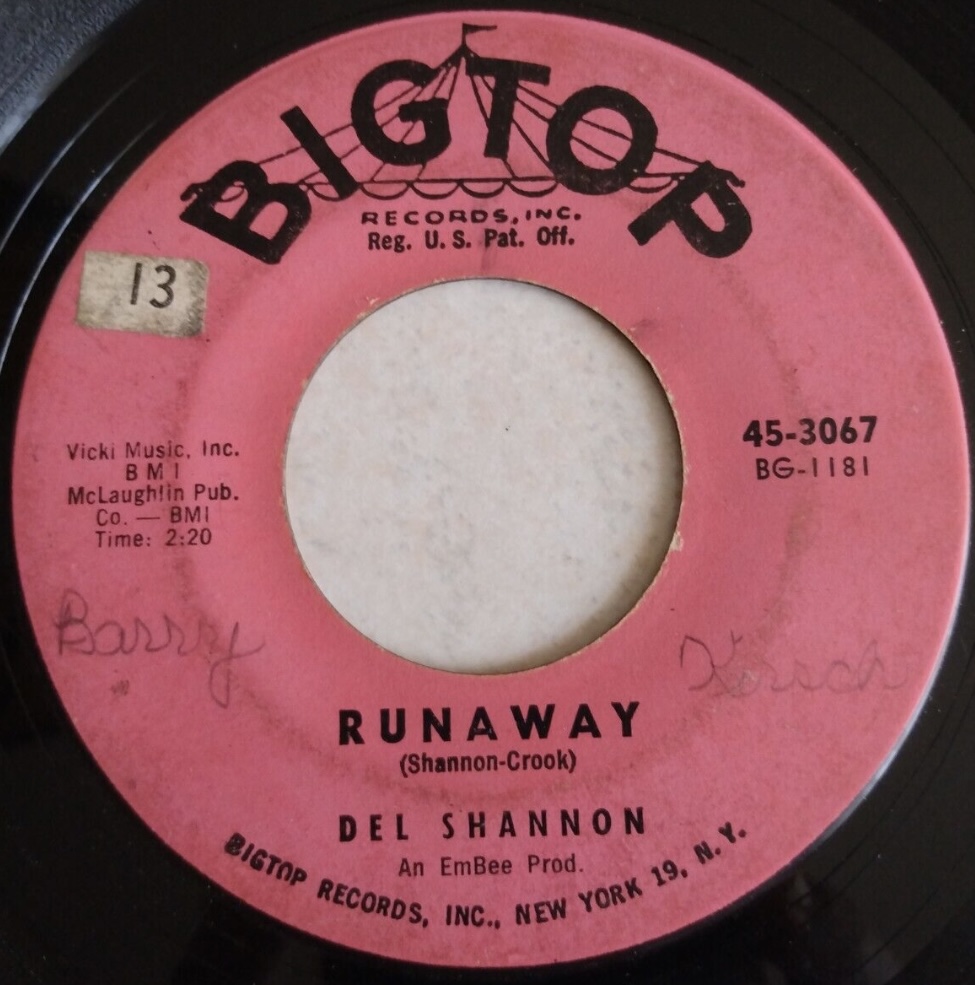 BIGTOP
RECORDS, INC.
Reg. U. S. Pat. Off.
13
Vicki Music, Inc.
BMI
McLaughlin Pub.
Co. — BMI
Time: 2:20
45-3067
BG-1181
Barry
Kirsch
RUNAWAY
(Shannon-Crook)
DEL SHANNON
An EmBee Prod.
BIGTOP RECORDS, INC., NEW YORK 19, N.Y.